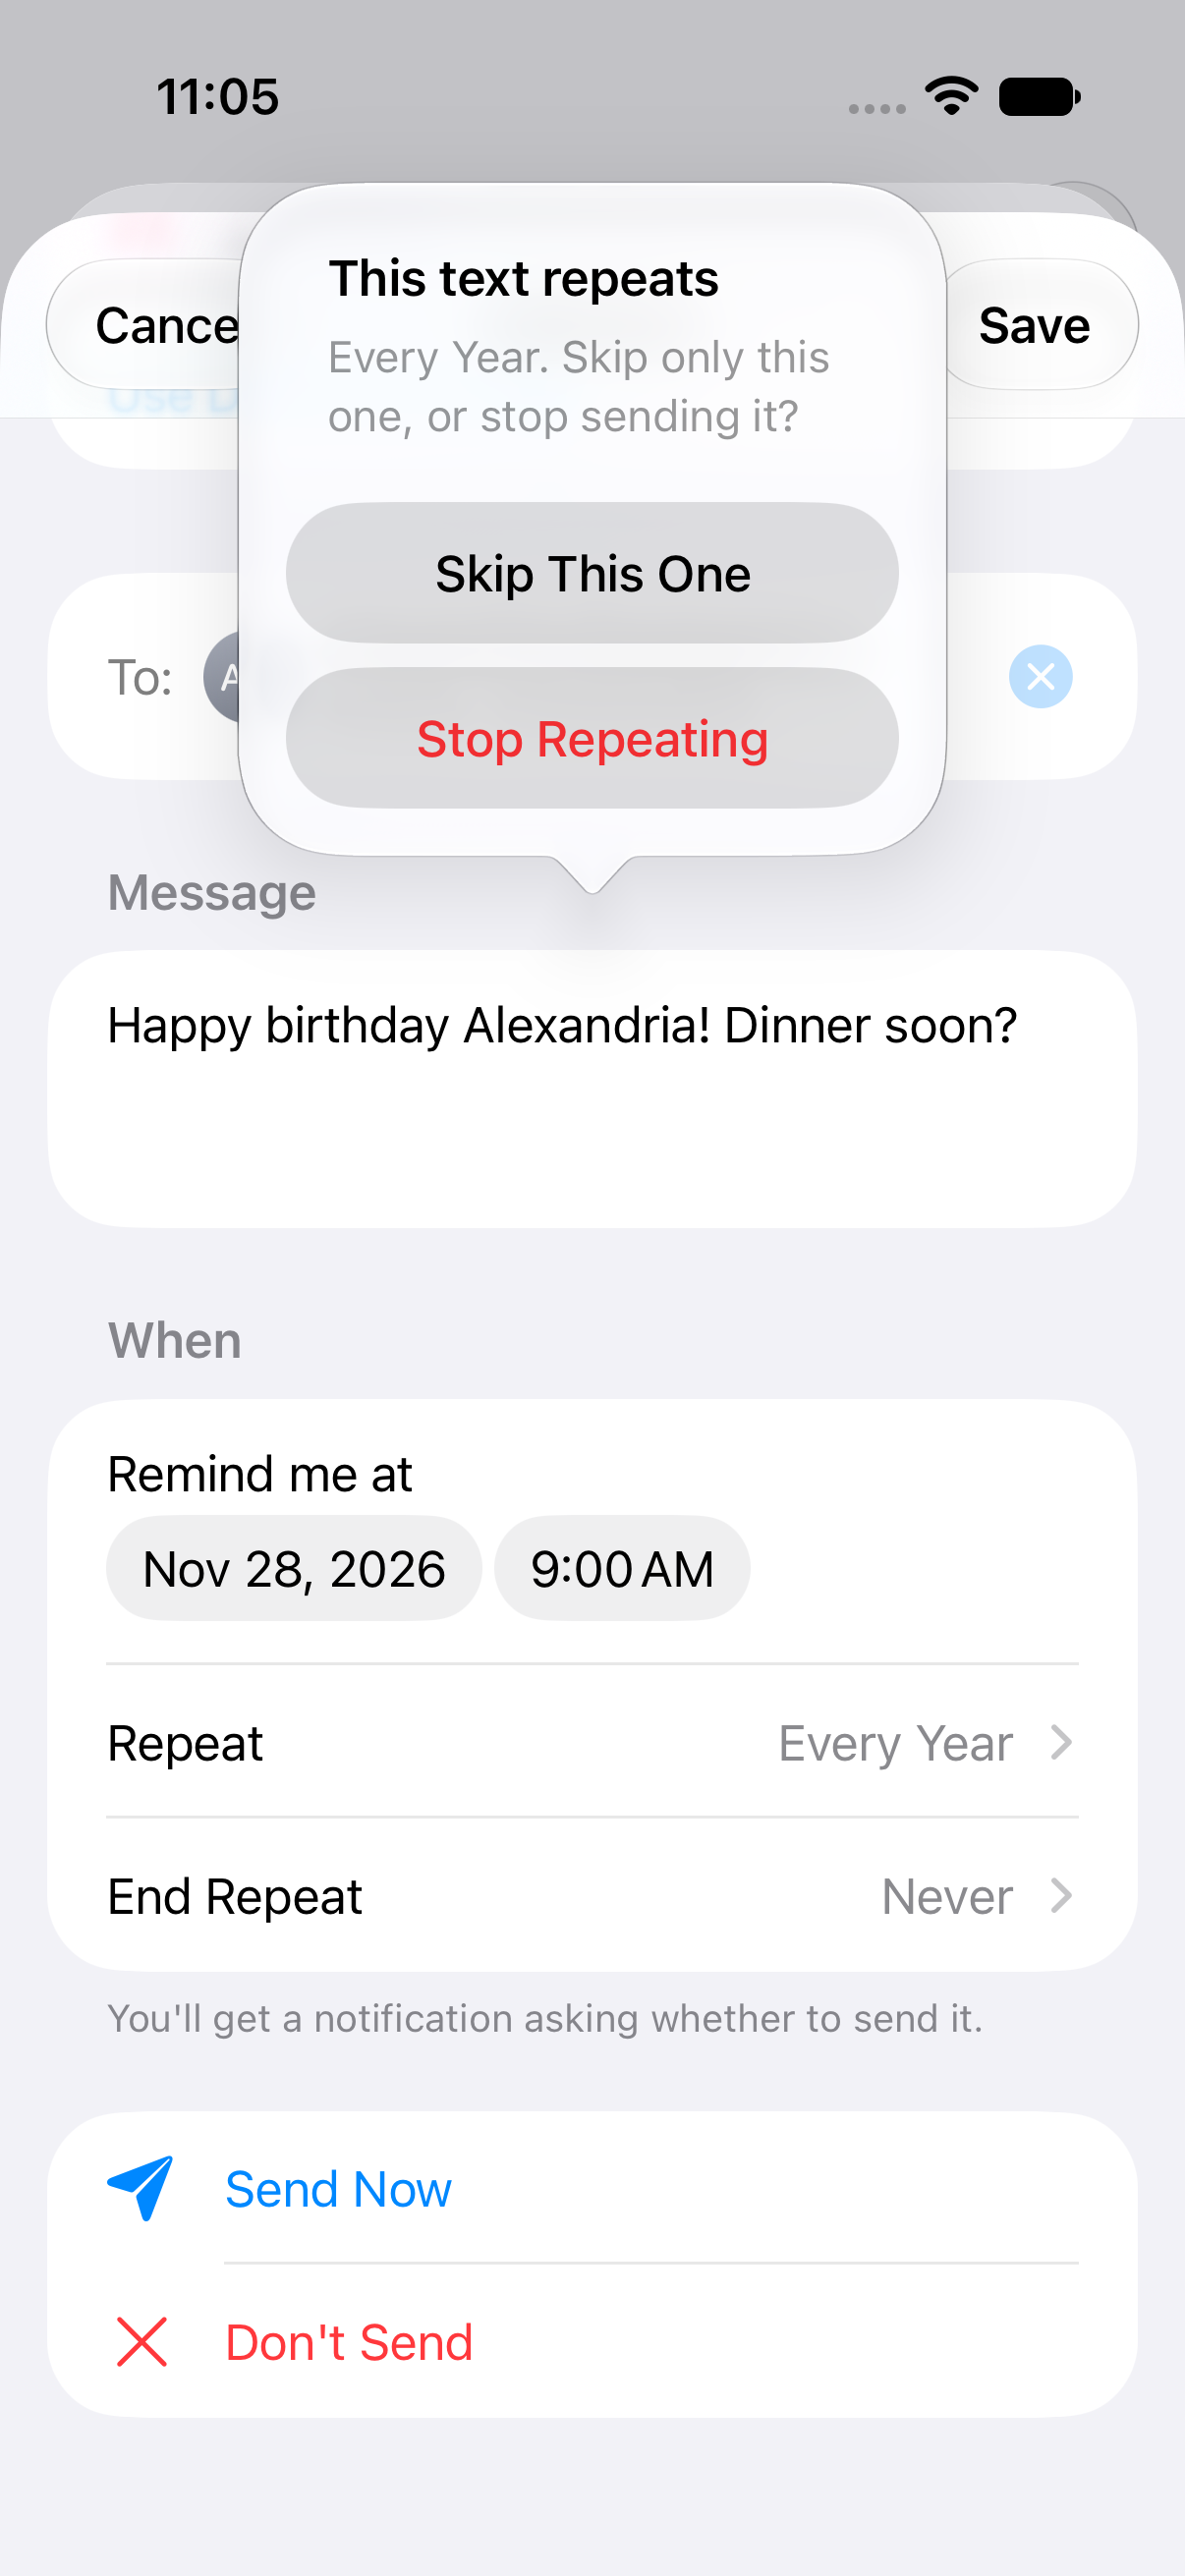 11:05
This text repeats
Every Year. Skip only this
one, or stop sending it?
Save
Skip This One
To:
Stop Repeating
Message
Happy birthday Alexandria! Dinner soon?
When
Remind me at
Nov 28, 2026 9:00 AM
Repeat Every Year
End Repeat Never
You'll get a notification asking whether to send it.
Send Now
Don't Send